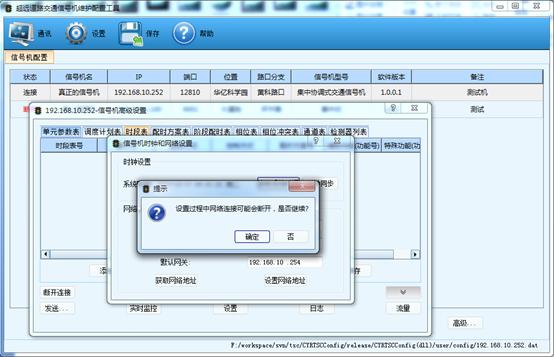 超远道路交通信号机维护配置工具
通讯 设置 保存 帮助
信号机配置
状态 信号机名 IP 端口 位置 路口分支 信号机型号 软件版本 备注
连接 真正的信号机 192.168.10.252 12810 华亿科学园 黄科路口 集中协调式交通信号机 1.0.0.1 测试机
测试
192.168.10.252-信号机高级设置
单元参数表 调度计划表 时段表 配时方案表 阶段配时表 相位表 相位冲突表 通道表 检测器列表
时段表号 (功能号) 特殊功能(功
信号机时钟和网络设置
时钟设置
系统 同步
网络
提示
设置过程中网络连接可能会断开，是否继续?
确定 否
默认网关: 192.168.10 .254
获取网络地址 设置网络地址
添 存
断开连接
发送... 实时监控 设置 日志 流量
高级...
F:/workspace/svn/tsc/CYRTSCConfig/release/CYRTSCConfig(dll)/user/config/192.168.10.252.dat